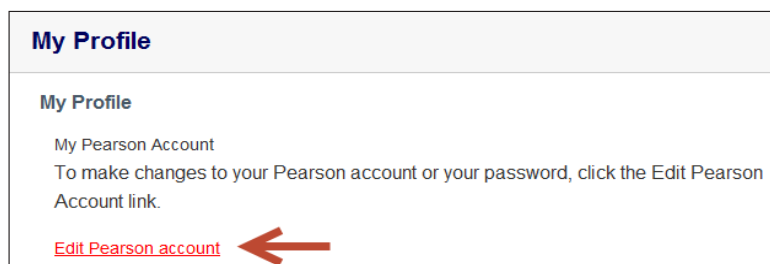 My Profile
My Profile
My Pearson Account
To make changes to your Pearson account or your password, click the Edit Pearson
Account link.
Edit Pearson account